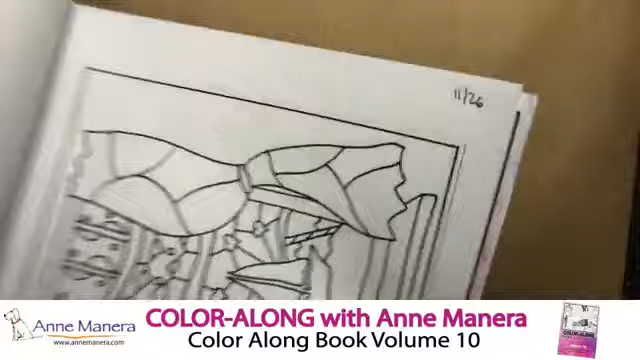 11/26
Anne Manera
www.annemanera.com
COLOR-ALONG with Anne Manera
Color Along Book Volume 10